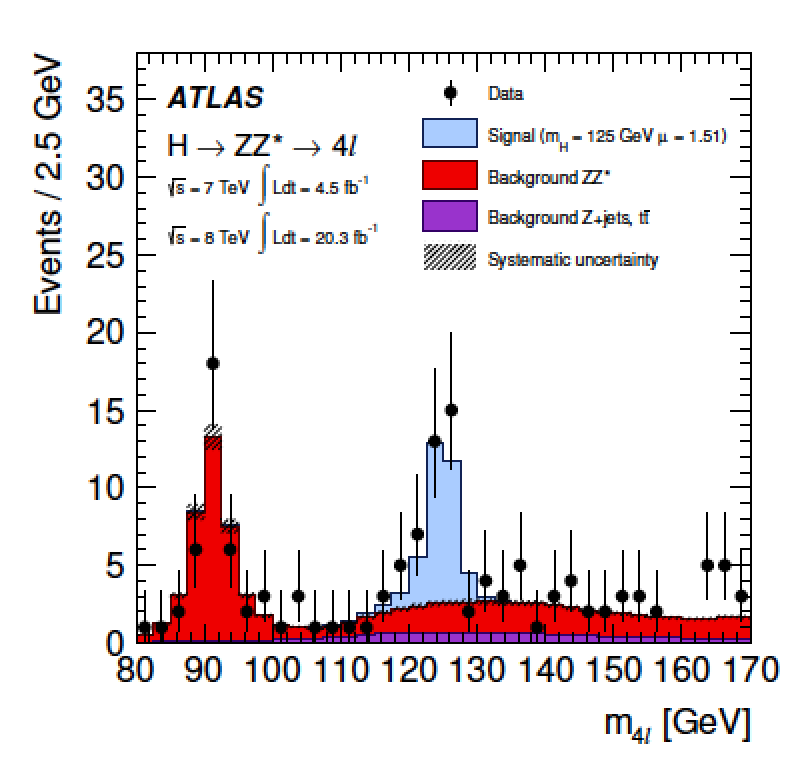 Events / 2.5 GeV
35
30
25
20
15
10
5
0
ATLAS
H → ZZ* → 4l
√s = 7 TeV ∫ Ldt = 4.5 fb⁻¹
√s = 8 TeV ∫ Ldt = 20.3 fb⁻¹
Data
Signal (m_H = 125 GeV μ = 1.51)
Background ZZ*
Background Z+jets, tt̄
Systematic uncertainty
80 90 100 110 120 130 140 150 160 170
m_4l [GeV]